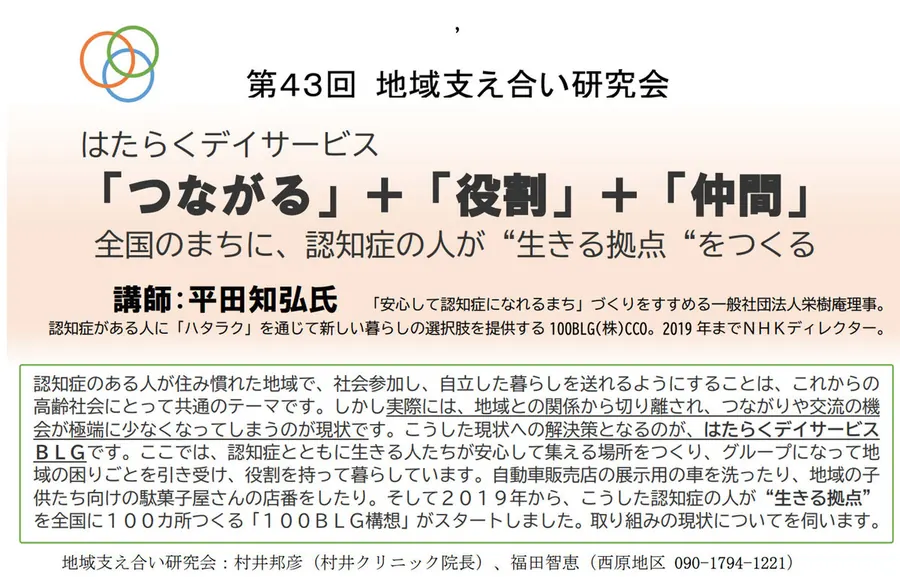 ,
第43回 地域支え合い研究会
はたらくデイサービス
「つながる」＋「役割」＋「仲間」
全国のまちに、認知症の人が“生きる拠点“をつくる
講師：平田知弘氏 「安心して認知症になれるまち」づくりをすすめる一般社団法人栄樹庵理事。
認知症がある人に「ハタラク」を通じて新しい暮らしの選択肢を提供する100BLG(株)CCO。2019年までＮＨＫディレクター。
認知症のある人が住み慣れた地域で、社会参加し、自立した暮らしを送れるようにすることは、これからの
高齢社会にとって共通のテーマです。しかし実際には、地域との関係から切り離され、つながりや交流の機
会が極端に少なくなってしまうのが現状です。こうした現状への解決策となるのが、はたらくデイサービス
ＢＬＧです。ここでは、認知症とともに生きる人たちが安心して集える場所をつくり、グループになって地
域の困りごとを引き受け、役割を持って暮らしています。自動車販売店の展示用の車を洗ったり、地域の子
供たち向けの駄菓子屋さんの店番をしたり。そして２０１９年から、こうした認知症の人が“生きる拠点”
を全国に１００カ所つくる「１００ＢＬＧ構想」がスタートしました。取り組みの現状についてを伺います。
地域支え合い研究会：村井邦彦（村井クリニック院長）、福田智恵（西原地区 090-1794-1221）